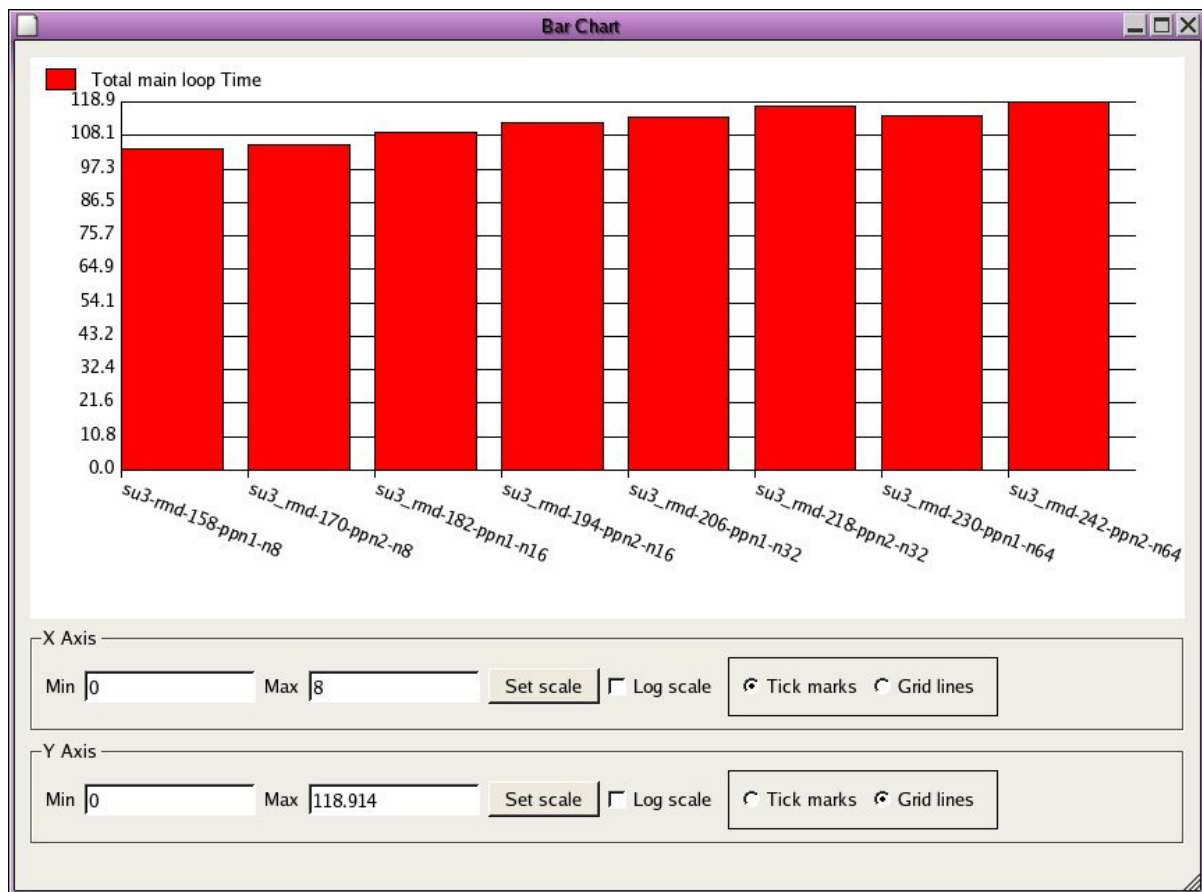 Bar Chart
Total main loop Time
118.9
108.1
97.3
86.5
75.7
64.9
54.1
43.2
32.4
21.6
10.8
0.0
su3-rmd-158-ppn1-n8
su3_rmd-170-ppn2-n8
su3_rmd-182-ppn1-n16
su3_rmd-194-ppn2-n16
su3_rmd-206-ppn1-n32
su3_rmd-218-ppn2-n32
su3_rmd-230-ppn1-n64
su3_rmd-242-ppn2-n64
X Axis
Min 0 Max 8 Set scale Log scale Tick marks Grid lines
Y Axis
Min 0 Max 118.914 Set scale Log scale Tick marks Grid lines